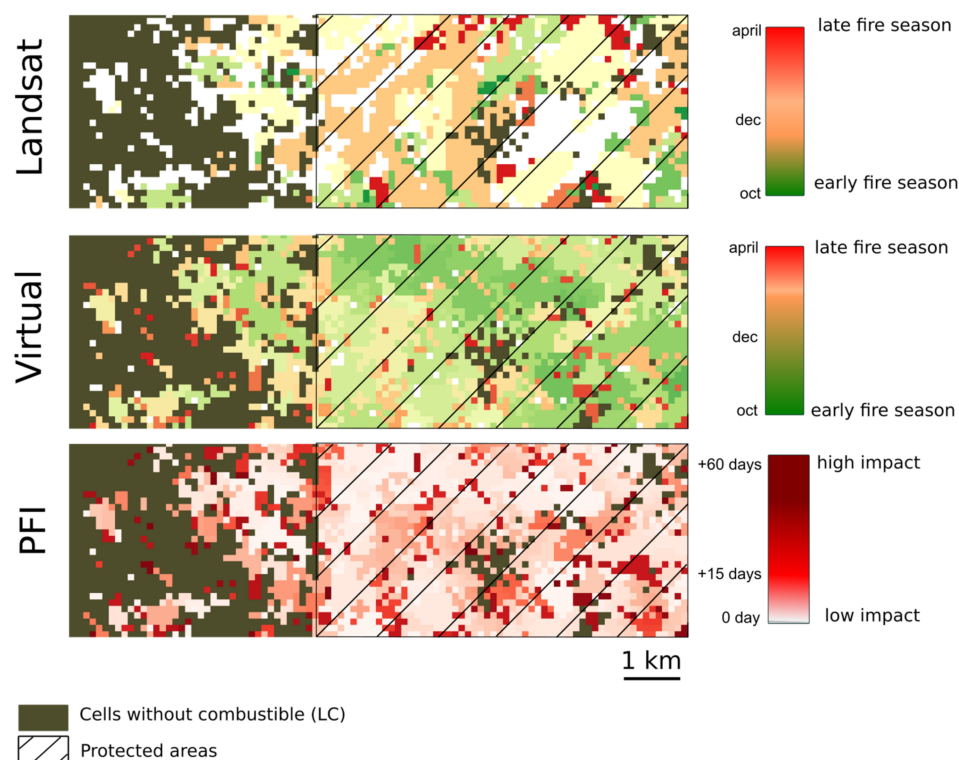 Landsat
april
late fire season
dec
oct
early fire season
Virtual
april
late fire season
dec
oct
early fire season
PFI
+60 days
high impact
+15 days
0 day
low impact
1 km
Cells without combustible (LC)
Protected areas